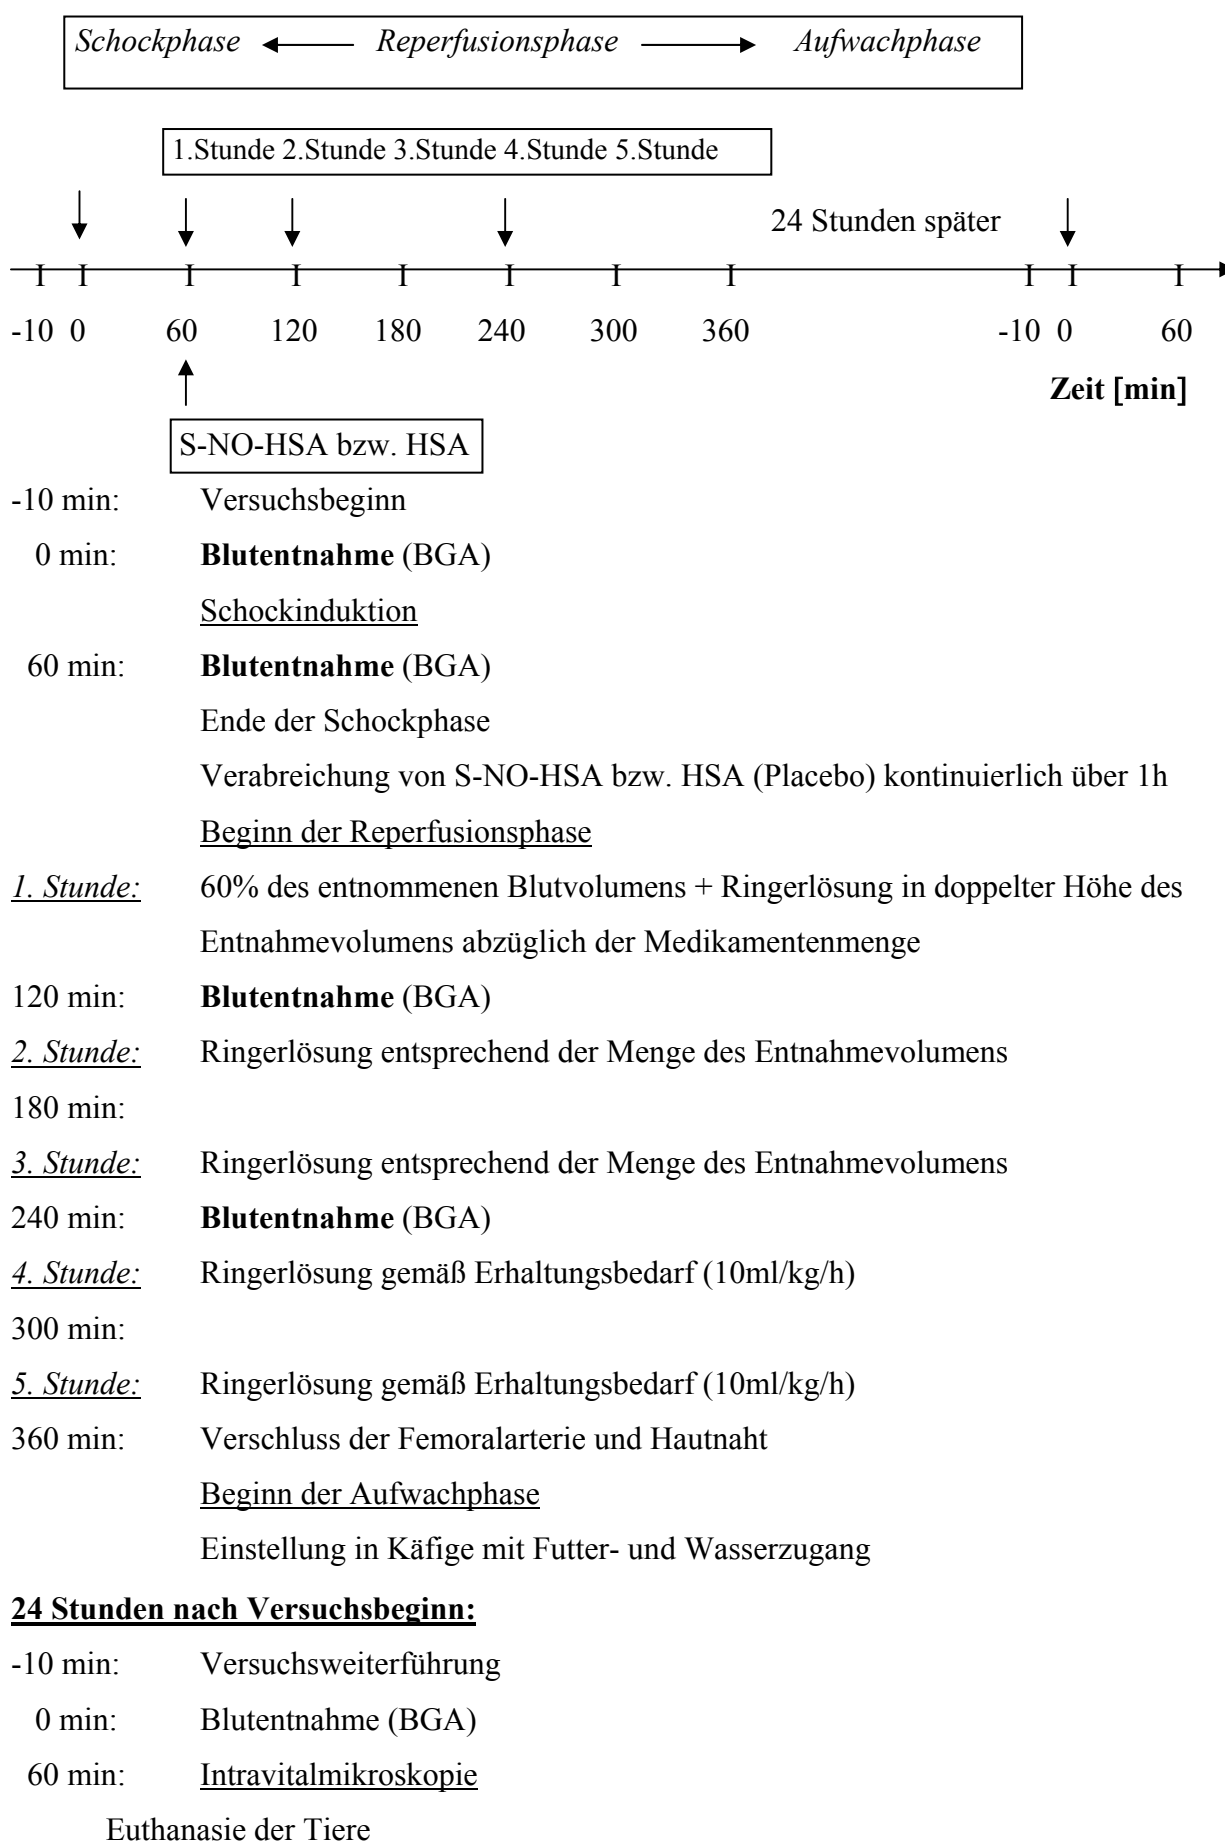 Schockphase Reperfusionsphase Aufwachphase
1.Stunde 2.Stunde 3.Stunde 4.Stunde 5.Stunde
24 Stunden später
I I I I I I I I I I
-10 0 60 120 180 240 300 360 -10 0 60
Zeit [min]
S-NO-HSA bzw. HSA
-10 min: Versuchsbeginn
0 min: Blutentnahme (BGA)
Schockinduktion
60 min: Blutentnahme (BGA)
Ende der Schockphase
Verabreichung von S-NO-HSA bzw. HSA (Placebo) kontinuierlich über 1h
Beginn der Reperfusionsphase
1. Stunde: 60% des entnommenen Blutvolumens + Ringerlösung in doppelter Höhe des
Entnahmevolumens abzüglich der Medikamentenmenge
120 min: Blutentnahme (BGA)
2. Stunde: Ringerlösung entsprechend der Menge des Entnahmevolumens
180 min:
3. Stunde: Ringerlösung entsprechend der Menge des Entnahmevolumens
240 min: Blutentnahme (BGA)
4. Stunde: Ringerlösung gemäß Erhaltungsbedarf (10ml/kg/h)
300 min:
5. Stunde: Ringerlösung gemäß Erhaltungsbedarf (10ml/kg/h)
360 min: Verschluss der Femoralarterie und Hautnaht
Beginn der Aufwachphase
Einstellung in Käfige mit Futter- und Wasserzugang
24 Stunden nach Versuchsbeginn:
-10 min: Versuchsweiterführung
0 min: Blutentnahme (BGA)
60 min: Intravitalmikroskopie
Euthanasie der Tiere